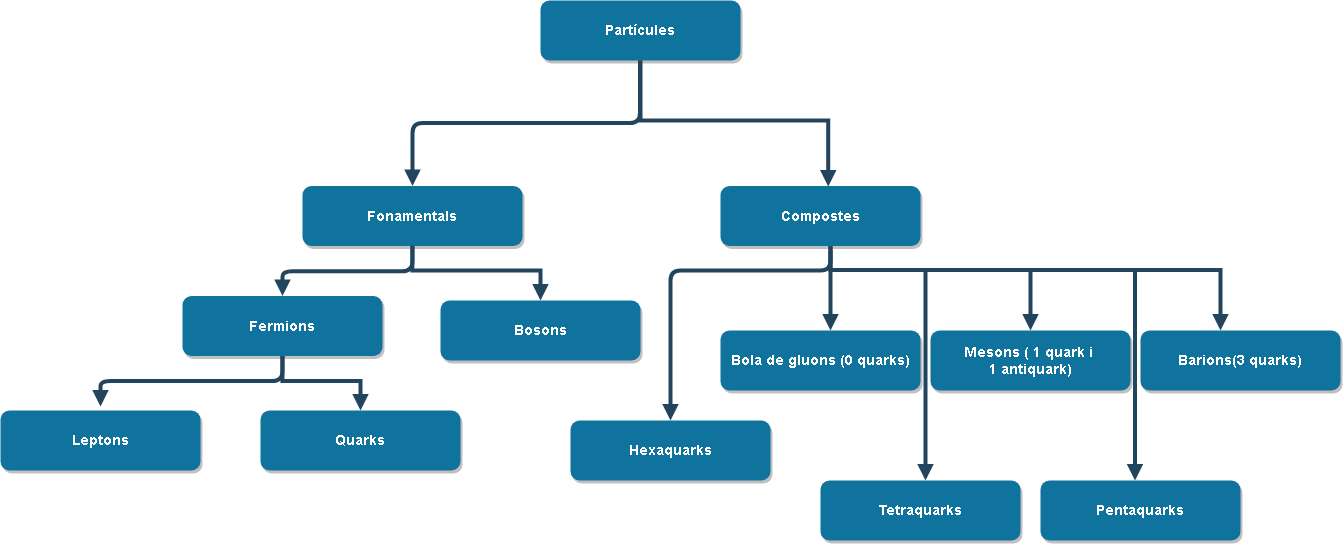 Partícules
Fonamentals
Compostes
Fermions
Bosons
Bola de gluons (0 quarks)
Mesons ( 1 quark i
1 antiquark)
Barions(3 quarks)
Leptons
Quarks
Hexaquarks
Tetraquarks
Pentaquarks